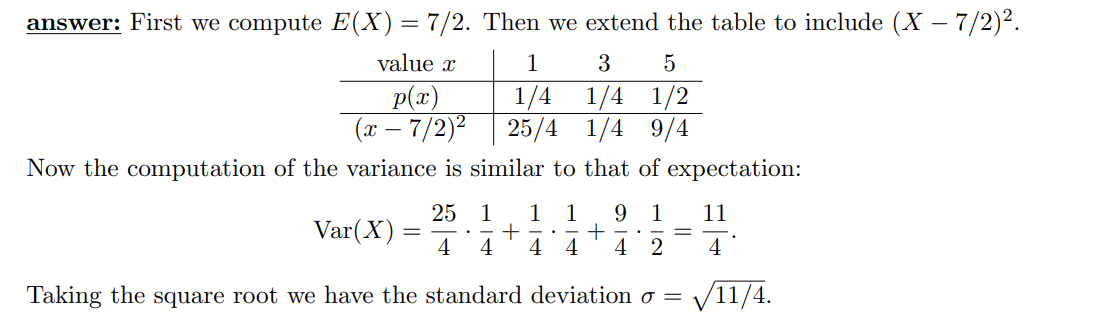 answer: First we compute E(X) = 7/2. Then we extend the table to include (X − 7/2)².
value x 1 3 5
p(x) 1/4 1/4 1/2
(x − 7/2)² 25/4 1/4 9/4
Now the computation of the variance is similar to that of expectation:
Var(X) = 25/4 · 1/4 + 1/4 · 1/4 + 9/4 · 1/2 = 11/4.
Taking the square root we have the standard deviation σ = √11/4.